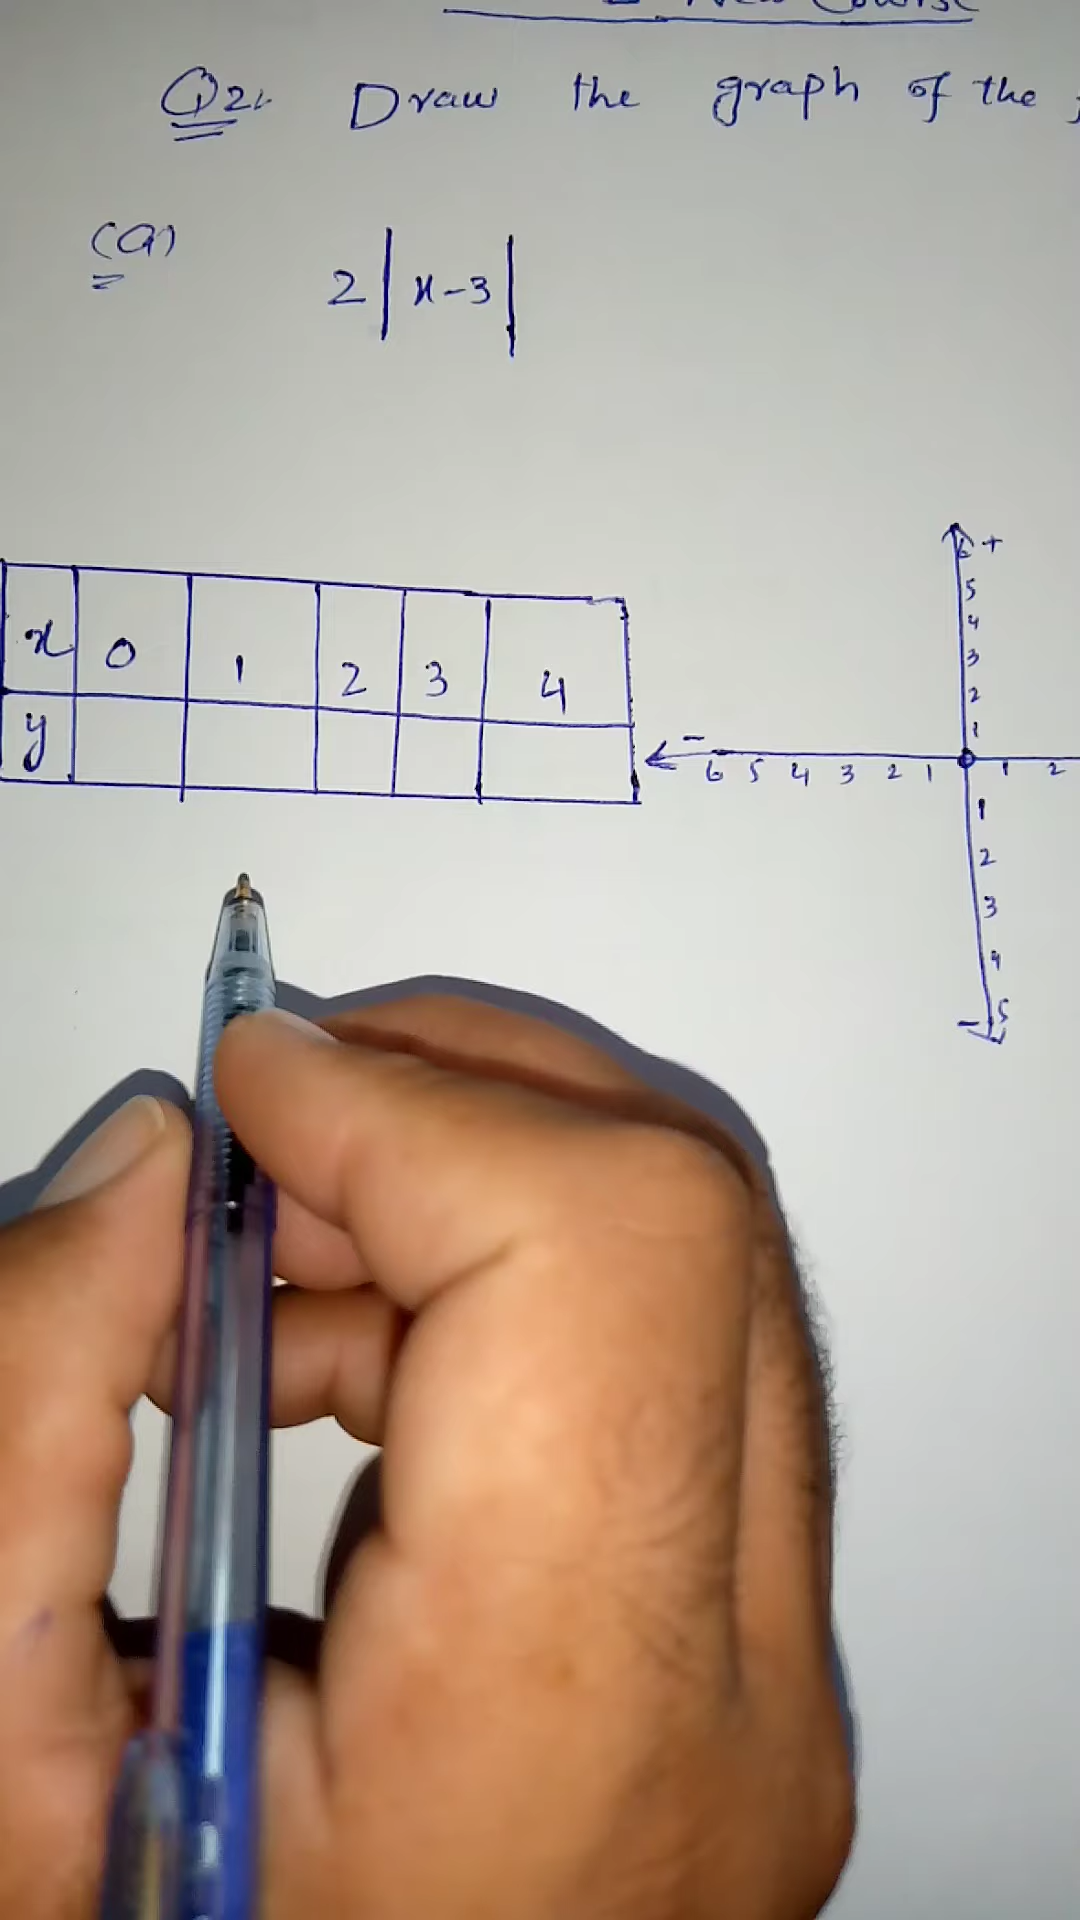 Q2. Draw the graph of the
(a) 2|x-3|
x 0 1 2 3 4
y
6 +
5
4
3
2
1
- 6 5 4 3 2 1 1 2
1
2
3
4
5
-